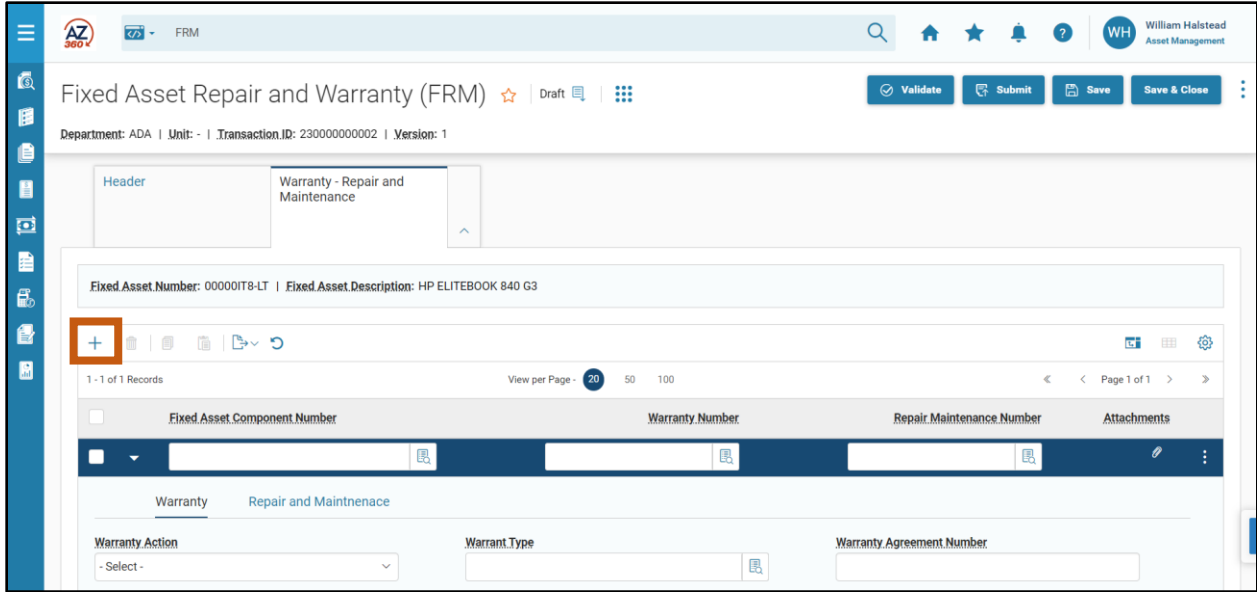 AZ
360
FRM
?
WH
William Halstead
Asset Management
Fixed Asset Repair and Warranty (FRM)
Draft
Validate
Submit
Save
Save & Close
Department: ADA | Unit: - | Transaction ID: 230000000002 | Version: 1
Header
Warranty - Repair and
Maintenance
Fixed Asset Number: 00000IT8-LT | Fixed Asset Description: HP ELITEBOOK 840 G3
1 - 1 of 1 Records
View per Page - 20 50 100
Page 1 of 1
Fixed Asset Component Number Warranty Number Repair Maintenance Number Attachments
Warranty Repair and Maintnenace
Warranty Action Warrant Type Warranty Agreement Number
- Select -